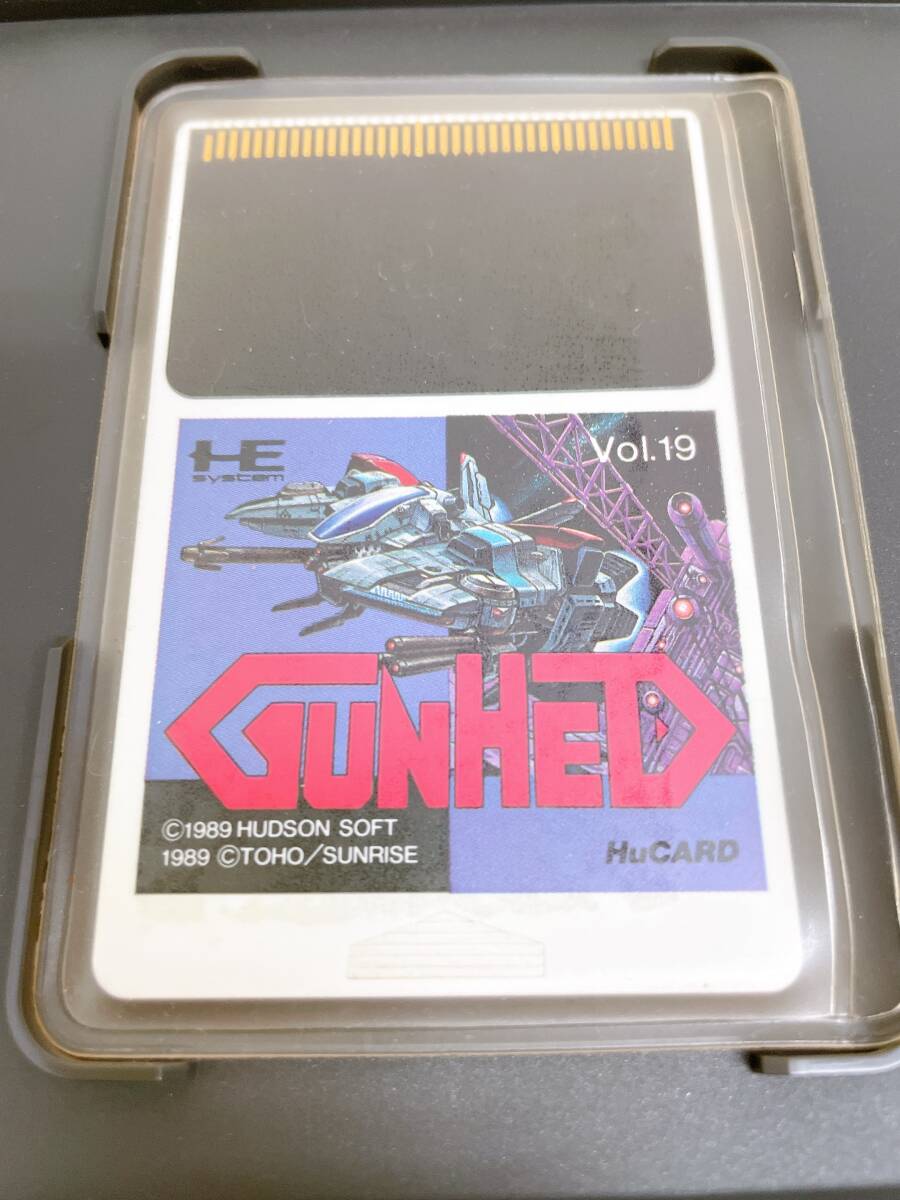 HE
system
Vol.19
GUNHED
©1989 HUDSON SOFT
1989 ©TOHO/SUNRISE
HuCARD